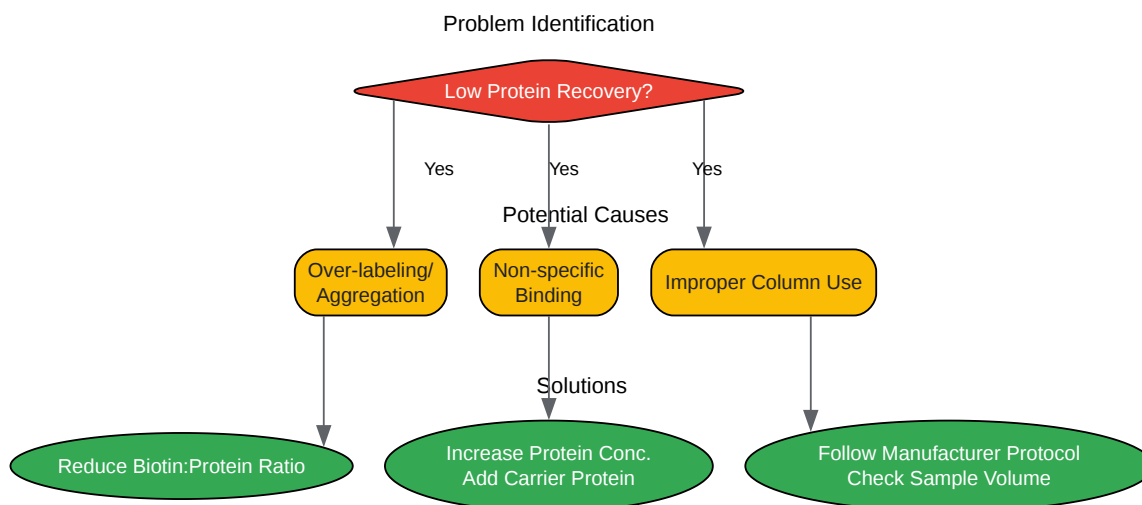 Problem Identification
Low Protein Recovery?
Yes
Yes
Yes
Potential Causes
Over-labeling/
Aggregation
Non-specific
Binding
Improper Column Use
Solutions
Reduce Biotin:Protein Ratio
Increase Protein Conc.
Add Carrier Protein
Follow Manufacturer Protocol
Check Sample Volume